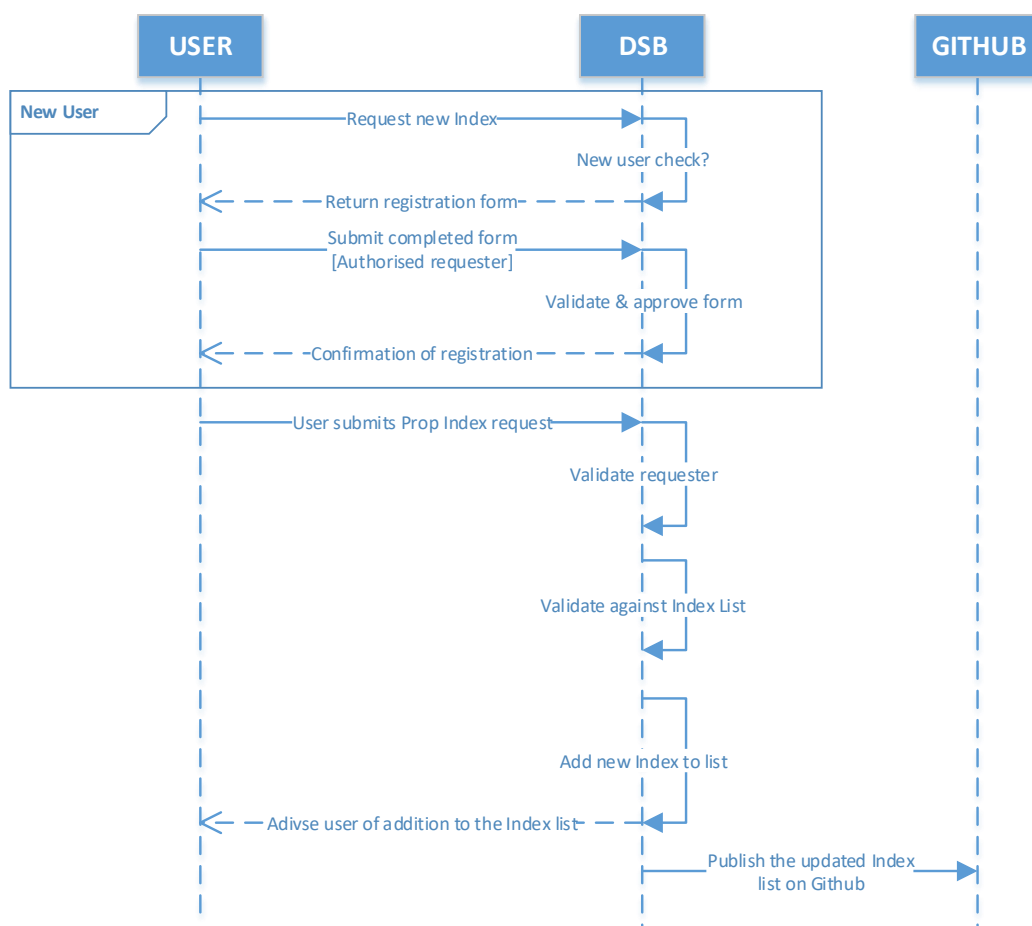 USER
DSB
GITHUB
New User
Request new Index
New user check?
Return registration form
Submit completed form
[Authorised requester]
Validate & approve form
Confirmation of registration
User submits Prop Index request
Validate requester
Validate against Index List
Add new Index to list
Adivse user of addition to the Index list
Publish the updated Index
list on Github